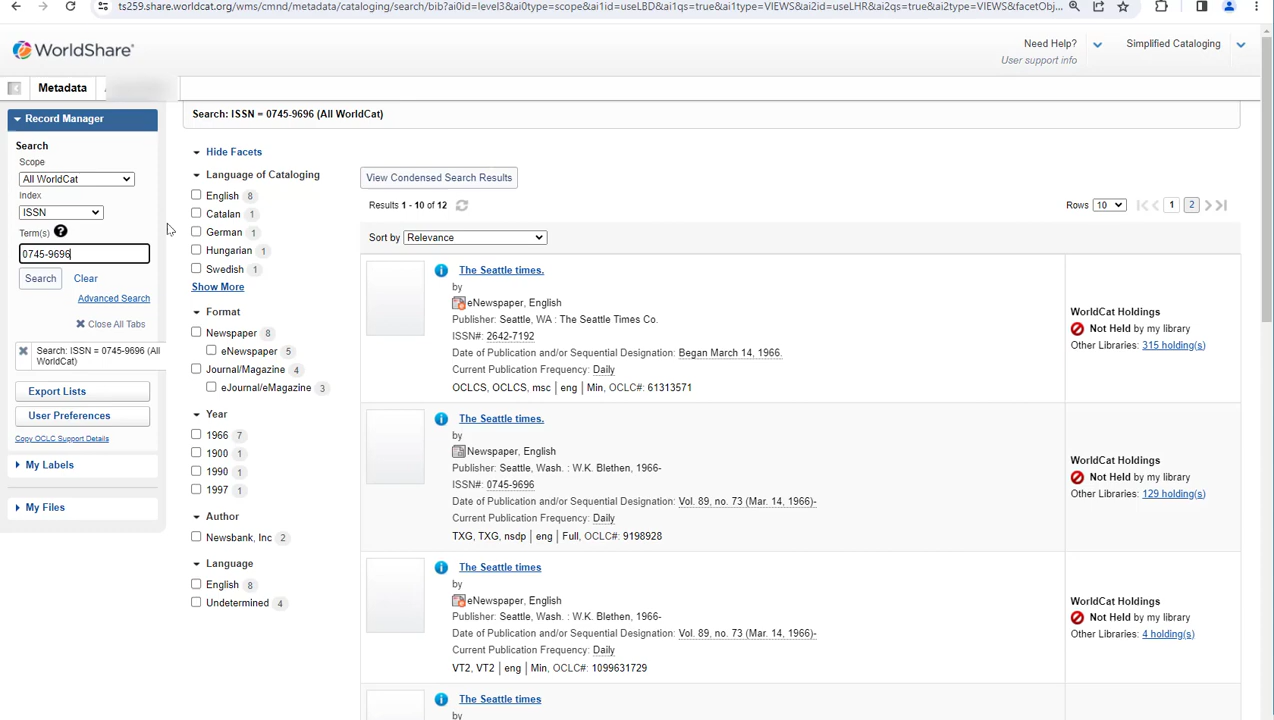 ts259.share.worldcat.org/wms/cmnd/metadata/cataloging/search/bib?ai0id=level3&ai0type=scope&ai1id=useLBD&ai1qs=true&ai1type=VIEWS&ai2id=useLHR&ai2qs=true&ai2type=VIEWS&facetObj...
WorldShare®
Need Help?
User support info
Simplified Cataloging
Metadata
Record Manager
Search
Scope
All WorldCat
Index
ISSN
Term(s) ?
0745-9696
Search Clear
Advanced Search
Close All Tabs
Search: ISSN = 0745-9696 (All
WorldCat)
Export Lists
User Preferences
Copy OCLC Support Details
My Labels
My Files
Search: ISSN = 0745-9696 (All WorldCat)
Hide Facets
Language of Cataloging
English 8
Catalan 1
German 1
Hungarian 1
Swedish 1
Show More
Format
Newspaper 8
eNewspaper 5
Journal/Magazine 4
eJournal/eMagazine 3
Year
1966 7
1900 1
1990 1
1997 1
Author
Newsbank, Inc 2
Language
English 8
Undetermined 4
View Condensed Search Results
Results 1 - 10 of 12
Rows 10 1 2
Sort by Relevance
The Seattle times.
by
eNewspaper, English
Publisher: Seattle, WA : The Seattle Times Co.
ISSN#: 2642-7192
Date of Publication and/or Sequential Designation: Began March 14, 1966.
Current Publication Frequency: Daily
OCLCS, OCLCS, msc | eng | Min, OCLC#: 61313571
WorldCat Holdings
Not Held by my library
Other Libraries: 315 holding(s)
The Seattle times.
by
Newspaper, English
Publisher: Seattle, Wash. : W.K. Blethen, 1966-
ISSN#: 0745-9696
Date of Publication and/or Sequential Designation: Vol. 89, no. 73 (Mar. 14, 1966)-
Current Publication Frequency: Daily
TXG, TXG, nsdp | eng | Full, OCLC#: 9198928
WorldCat Holdings
Not Held by my library
Other Libraries: 129 holding(s)
The Seattle times
by
eNewspaper, English
Publisher: Seattle, Wash. : W.K. Blethen, 1966-
Date of Publication and/or Sequential Designation: Vol. 89, no. 73 (Mar. 14, 1966)-
Current Publication Frequency: Daily
VT2, VT2 | eng | Min, OCLC#: 1099631729
WorldCat Holdings
Not Held by my library
Other Libraries: 4 holding(s)
The Seattle times
by